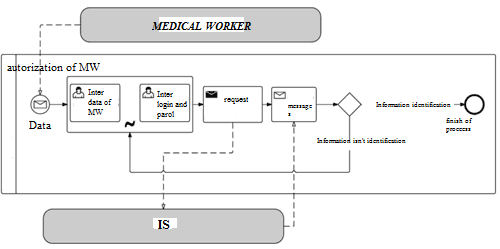 MEDICAL WORKER
autorization of MW
Inter
data of
MW
Inter
login and
parol
request
message
s
Information identification
Data
~
finish of
proccess
Information isn't identification
IS